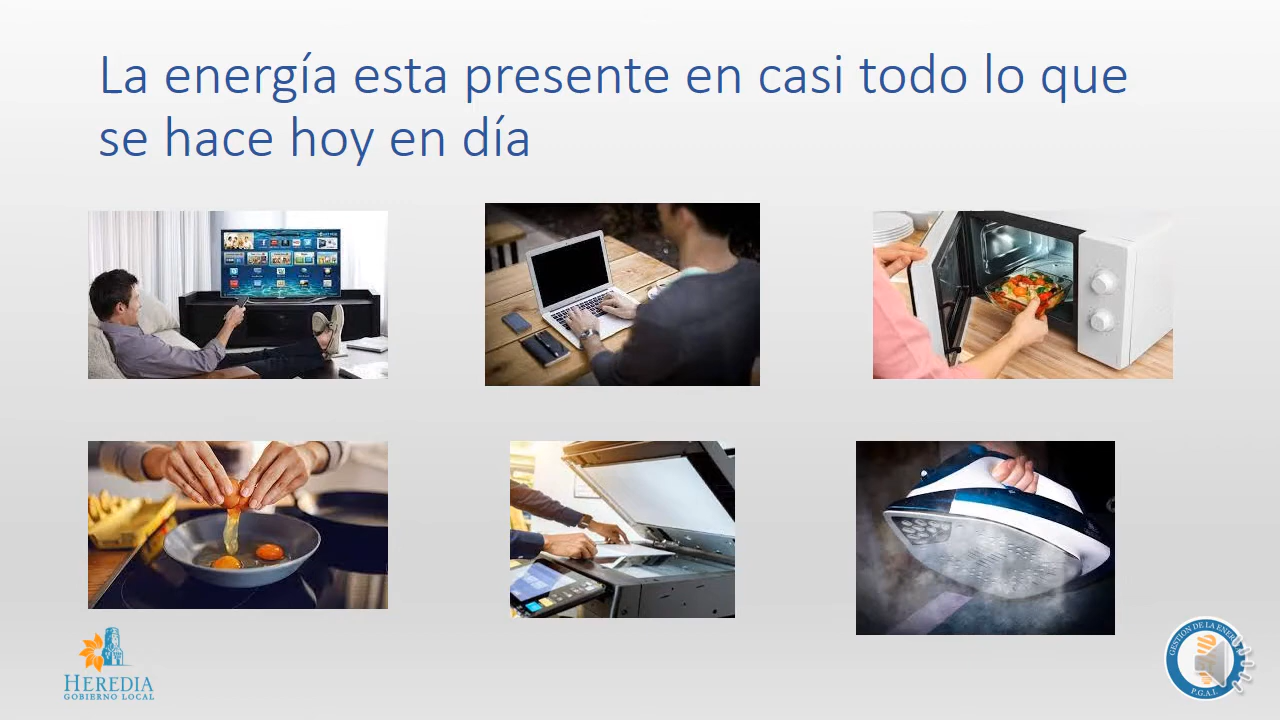 La energía esta presente en casi todo lo que
se hace hoy en día
HEREDIA
GOBIERNO LOCAL
GESTION DE LA
P.G.A.I.